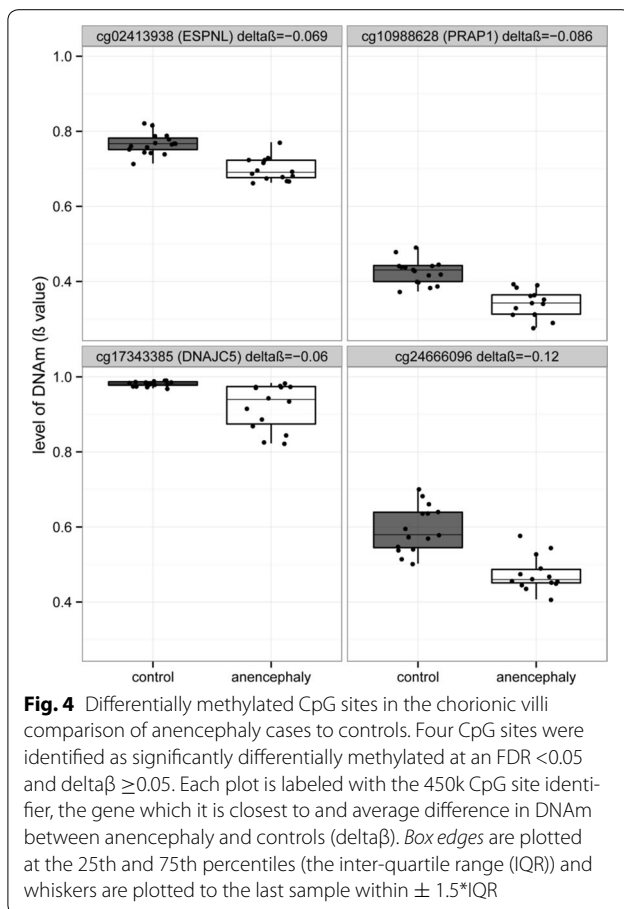 cg02413938 (ESPNL) deltaß=−0.069
cg10988628 (PRAP1) deltaß=−0.086
1.0
0.8
0.6
0.4
cg17343385 (DNAJC5) deltaß=−0.06
cg24666096 deltaß=−0.12
1.0
0.8
0.6
0.4
level of DNAm (ß value)
control
anencephaly
control
anencephaly
Fig. 4 Differentially methylated CpG sites in the chorionic villi
comparison of anencephaly cases to controls. Four CpG sites were
identified as significantly differentially methylated at an FDR <0.05
and deltaβ ≥0.05. Each plot is labeled with the 450k CpG site identi-
fier, the gene which it is closest to and average difference in DNAm
between anencephaly and controls (deltaβ). Box edges are plotted
at the 25th and 75th percentiles (the inter-quartile range (IQR)) and
whiskers are plotted to the last sample within ± 1.5*IQR